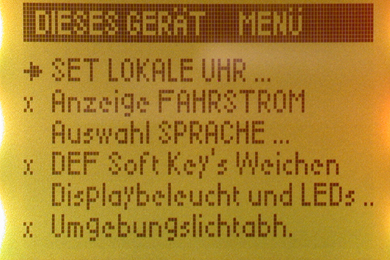 DIESES GERÄT MENÜ
➔ SET LOKALE UHR ...
x Anzeige FAHRSTROM
Auswahl SPRACHE ...
x DEF Soft Key's Weichen
Displaybeleucht und LEDs ..
x Umgebungslichtabh.